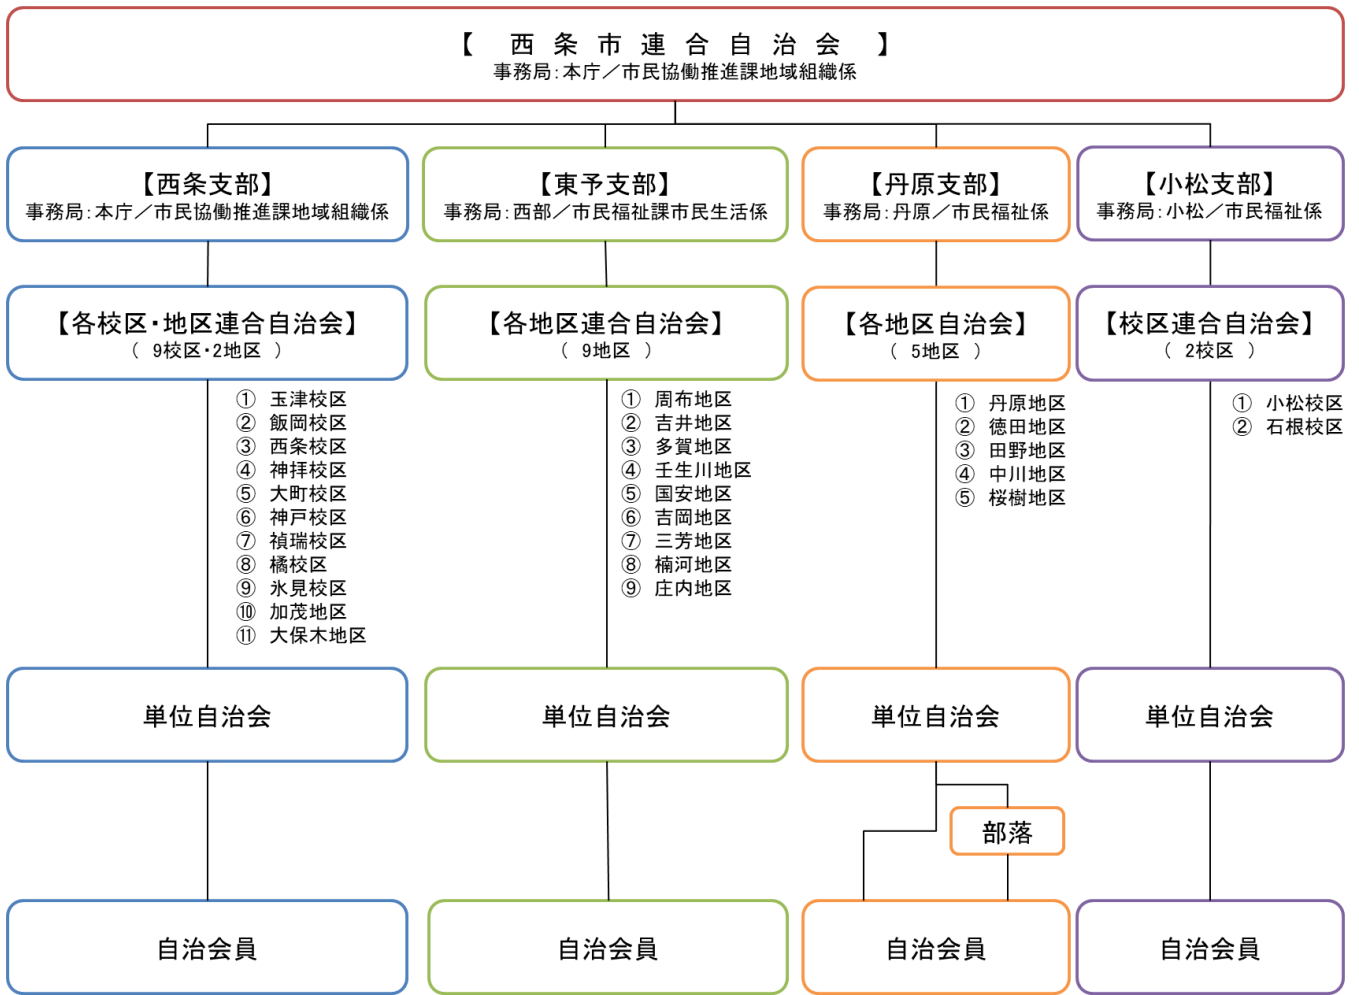 【 西 条 市 連 合 自 治 会 】
事務局：本庁／市民協働推進課地域組織係
【西条支部】
事務局：本庁／市民協働推進課地域組織係
【東予支部】
事務局：西部／市民福祉課市民生活係
【丹原支部】
事務局：丹原／市民福祉係
【小松支部】
事務局：小松／市民福祉係
【各校区・地区連合自治会】
（ 9校区・2地区 ）
【各地区連合自治会】
（ 9地区 ）
【各地区自治会】
（ 5地区 ）
【校区連合自治会】
（ 2校区 ）
① 玉津校区
② 飯岡校区
③ 西条校区
④ 神拝校区
⑤ 大町校区
⑥ 神戸校区
⑦ 禎瑞校区
⑧ 橘校区
⑨ 氷見校区
⑩ 加茂地区
⑪ 大保木地区
① 周布地区
② 吉井地区
③ 多賀地区
④ 壬生川地区
⑤ 国安地区
⑥ 吉岡地区
⑦ 三芳地区
⑧ 楠河地区
⑨ 庄内地区
① 丹原地区
② 徳田地区
③ 田野地区
④ 中川地区
⑤ 桜樹地区
① 小松校区
② 石根校区
単位自治会
単位自治会
単位自治会
単位自治会
部落
自治会員
自治会員
自治会員
自治会員